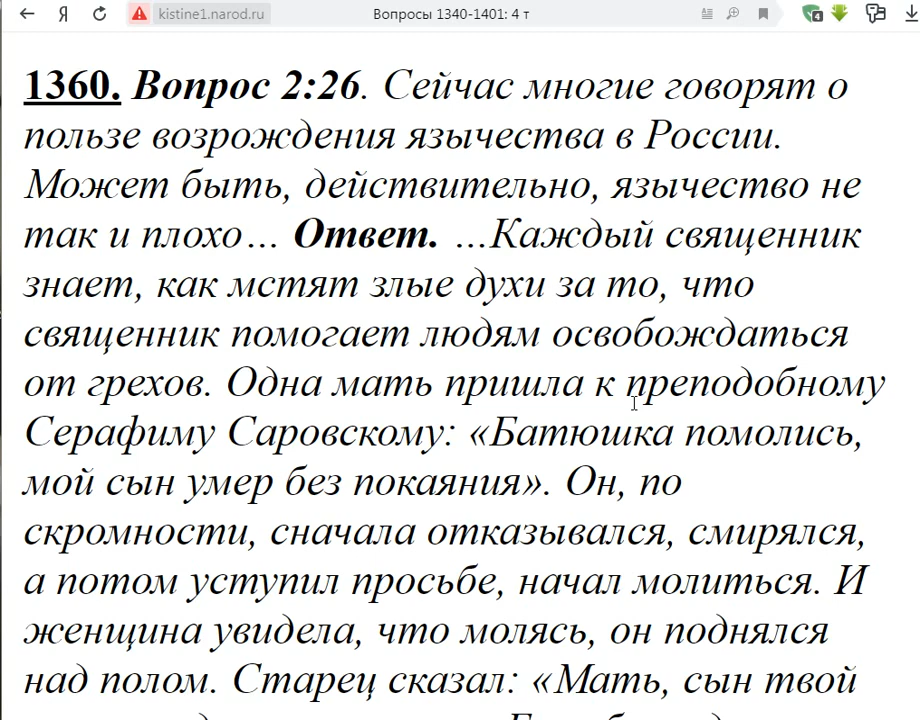 kistine1.narod.ru
Вопросы 1340-1401: 4 т
1360. Вопрос 2:26. Сейчас многие говорят о
пользе возрождения язычества в России.
Может быть, действительно, язычество не
так и плохо... Ответ. ...Каждый священник
знает, как мстят злые духи за то, что
священник помогает людям освобождаться
от грехов. Одна мать пришла к преподобному
Серафиму Саровскому: «Батюшка помолись,
мой сын умер без покаяния». Он, по
скромности, сначала отказывался, смирялся,
а потом уступил просьбе, начал молиться. И
женщина увидела, что молясь, он поднялся
над полом. Старец сказал: «Мать, сын твой